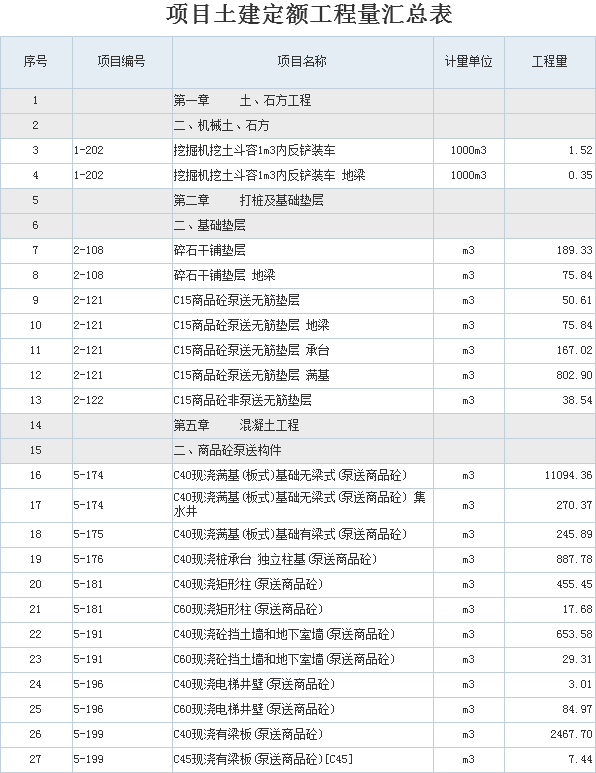 项目土建定额工程量汇总表
序号 项目编号 项目名称 计量单位 工程量
1 第一章 土、石方工程
2 二、机械土、石方
3 1-202 挖掘机挖土斗容1m3内反铲装车 1000m3 1.52
4 1-202 挖掘机挖土斗容1m3内反铲装车 地梁 1000m3 0.35
5 第二章 打桩及基础垫层
6 二、基础垫层
7 2-108 碎石干铺垫层 m3 189.33
8 2-108 碎石干铺垫层 地梁 m3 75.84
9 2-121 C15商品砼泵送无筋垫层 m3 50.61
10 2-121 C15商品砼泵送无筋垫层 地梁 m3 75.84
11 2-121 C15商品砼泵送无筋垫层 承台 m3 167.02
12 2-121 C15商品砼泵送无筋垫层 满基 m3 802.90
13 2-122 C15商品砼非泵送无筋垫层 m3 38.54
14 第五章 混凝土工程
15 二、商品砼泵送构件
16 5-174 C40现浇满基(板式)基础无梁式(泵送商品砼) m3 11094.36
17 5-174 C40现浇满基(板式)基础无梁式(泵送商品砼) 集 m3 270.37
水井
18 5-175 C40现浇满基(板式)基础有梁式(泵送商品砼) m3 245.89
19 5-176 C40现浇桩承台 独立柱基(泵送商品砼) m3 887.78
20 5-181 C40现浇矩形柱(泵送商品砼) m3 455.45
21 5-181 C60现浇矩形柱(泵送商品砼) m3 17.68
22 5-191 C40现浇砼挡土墙和地下室墙(泵送商品砼) m3 653.58
23 5-191 C60现浇砼挡土墙和地下室墙(泵送商品砼) m3 29.31
24 5-196 C40现浇电梯井壁(泵送商品砼) m3 3.01
25 5-196 C60现浇电梯井壁(泵送商品砼) m3 84.97
26 5-199 C40现浇有梁板(泵送商品砼) m3 2467.70
27 5-199 C45现浇有梁板(泵送商品砼)[C45] m3 7.44